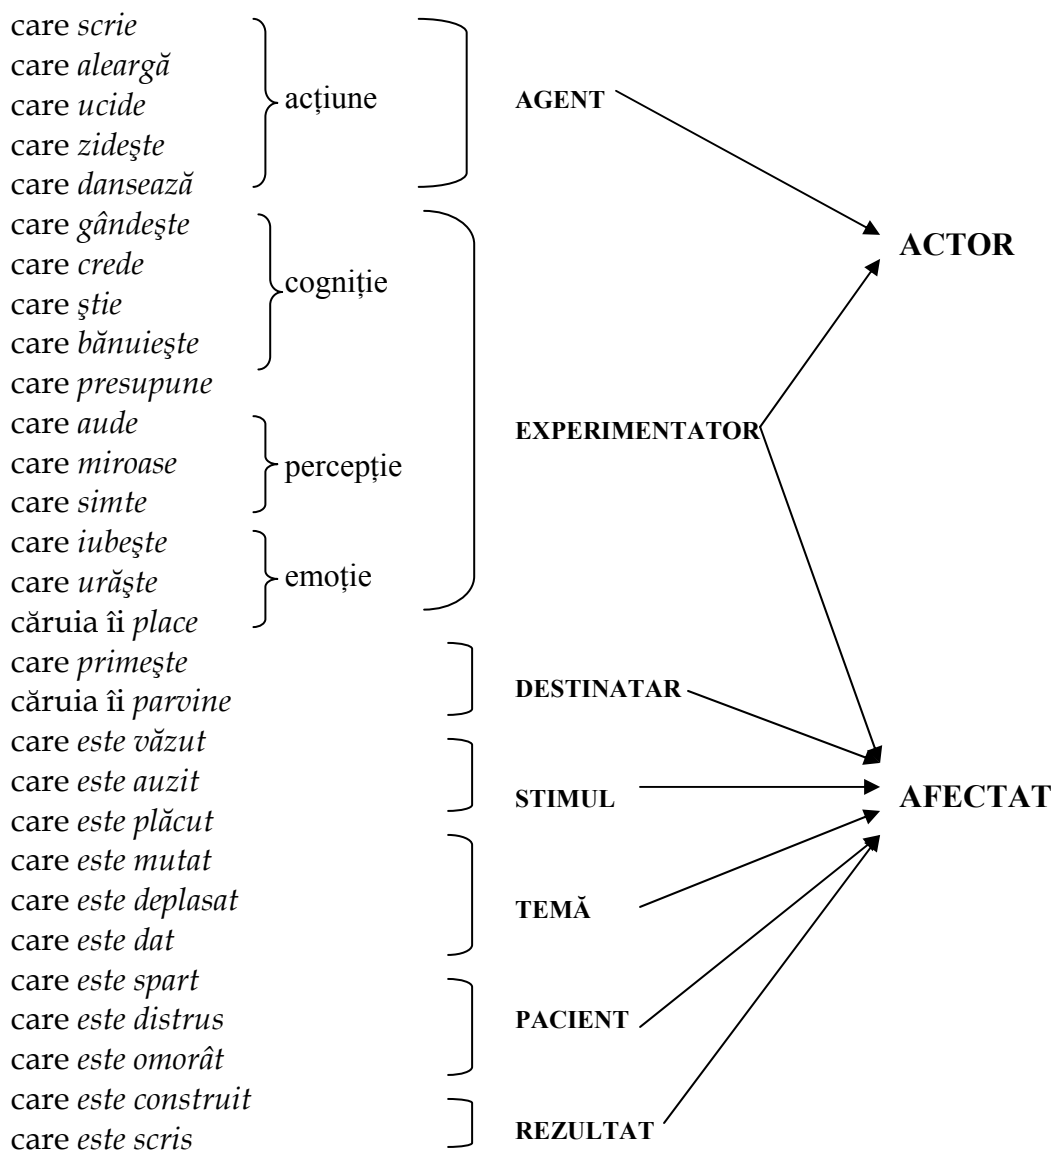 care scrie
care aleargă
care ucide
care zideşte
care dansează
care gândeşte
care crede
care ştie
care bănuieşte
care presupune
care aude
care miroase
care simte
care iubeşte
care urăşte
căruia îi place
care primeşte
căruia îi parvine
care este văzut
care este auzit
care este plăcut
care este mutat
care este deplasat
care este dat
care este spart
care este distrus
care este omorât
care este construit
care este scris
acțiune
cogniție
percepție
emoție
AGENT
EXPERIMENTATOR
DESTINATAR
STIMUL
TEMĂ
PACIENT
REZULTAT
ACTOR
AFECTAT